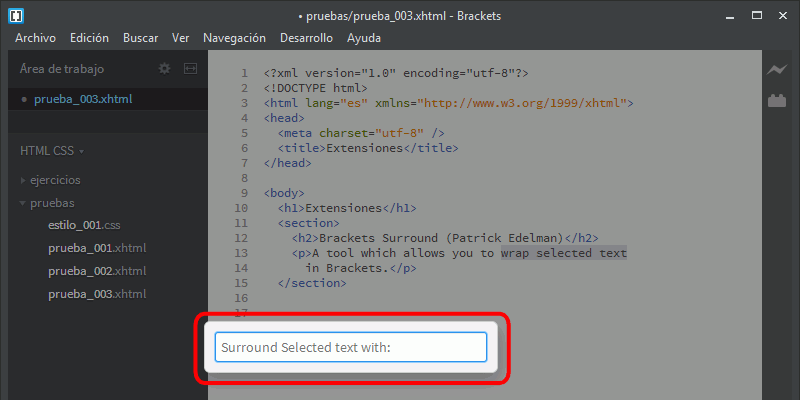 • pruebas/prueba_003.xhtml - Brackets
Archivo Edición Buscar Ver Navegación Desarrollo Ayuda
Área de trabajo
• prueba_003.xhtml
HTML CSS
ejercicios
pruebas
estilo_001.css
prueba_001.xhtml
prueba_002.xhtml
prueba_003.xhtml
1 <?xml version="1.0" encoding="utf-8"?>
2 <!DOCTYPE html>
3 <html lang="es" xmlns="http://www.w3.org/1999/xhtml">
4 <head>
5 <meta charset="utf-8" />
6 <title>Extensiones</title>
7 </head>
8
9 <body>
10 <h1>Extensiones</h1>
11 <section>
12 <h2>Brackets Surround (Patrick Edelman)</h2>
13 <p>A tool which allows you to wrap selected text
14 in Brackets.</p>
15 </section>
16
17
Surround Selected text with: